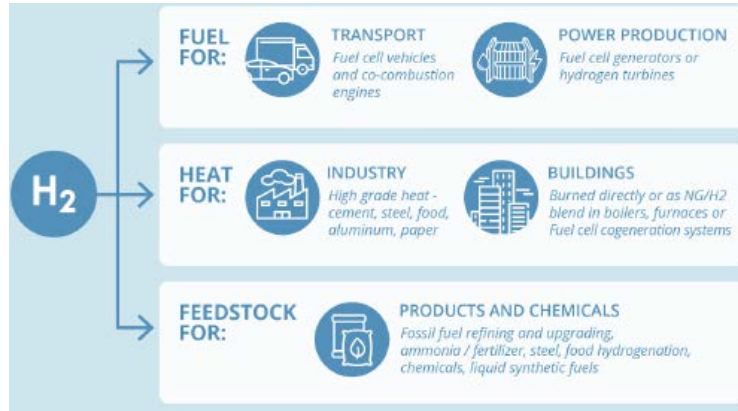 H₂
FUEL
FOR:
TRANSPORT
Fuel cell vehicles
and co-combustion
engines
POWER PRODUCTION
Fuel cell generators or
hydrogen turbines
HEAT
FOR:
INDUSTRY
High grade heat -
cement, steel, food,
aluminum, paper
BUILDINGS
Burned directly or as NG/H2
blend in boilers, furnaces or
Fuel cell cogeneration systems
FEEDSTOCK
FOR:
PRODUCTS AND CHEMICALS
Fossil fuel refining and upgrading,
ammonia / fertilizer, steel, food hydrogenation,
chemicals, liquid synthetic fuels